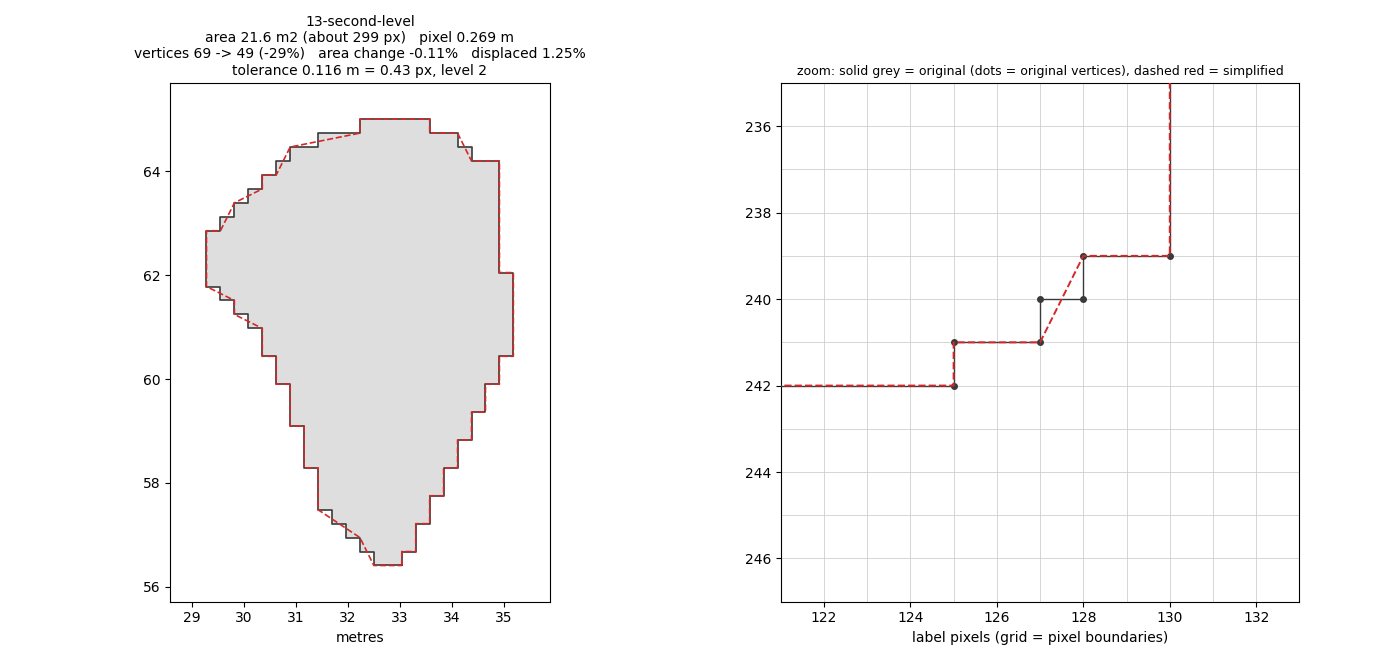 13-second-level
area 21.6 m2 (about 299 px)   pixel 0.269 m
vertices 69 -> 49 (-29%)   area change -0.11%   displaced 1.25%
tolerance 0.116 m = 0.43 px, level 2
64
62
60
58
56
29 30 31 32 33 34 35
metres
zoom: solid grey = original (dots = original vertices), dashed red = simplified
236
238
240
242
244
246
122 124 126 128 130 132
label pixels (grid = pixel boundaries)